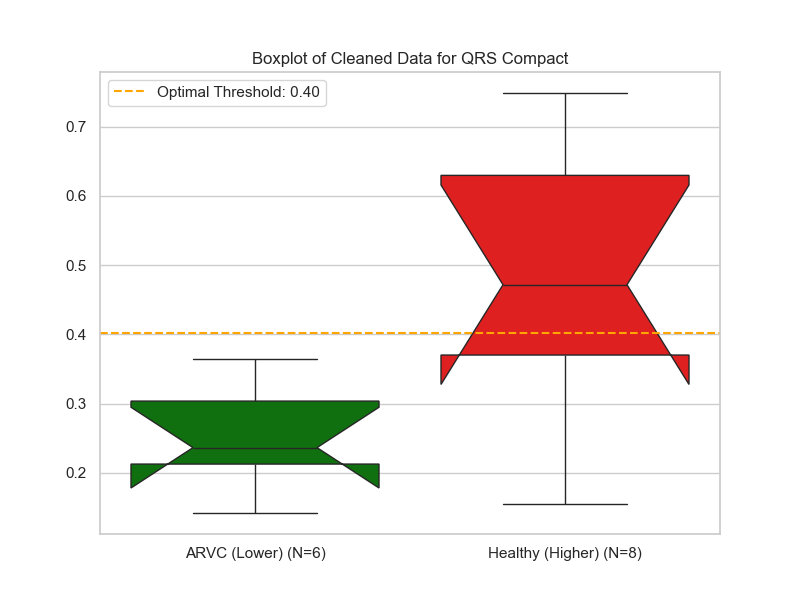 Boxplot of Cleaned Data for QRS Compact
Optimal Threshold: 0.40
0.7
0.6
0.5
0.4
0.3
0.2
ARVC (Lower) (N=6)
Healthy (Higher) (N=8)